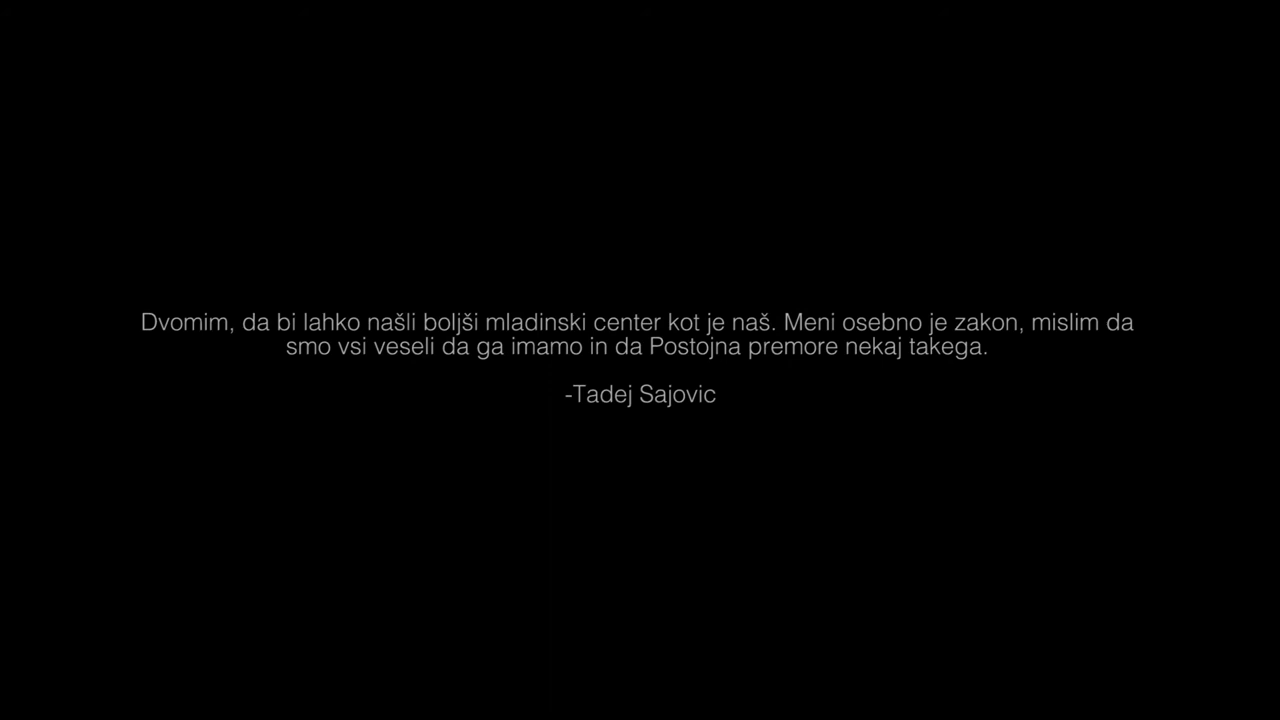 Dvomim, da bi lahko našli boljši mladinski center kot je naš. Meni osebno je zakon, mislim da
smo vsi veseli da ga imamo in da Postojna premore nekaj takega.
-Tadej Sajovic